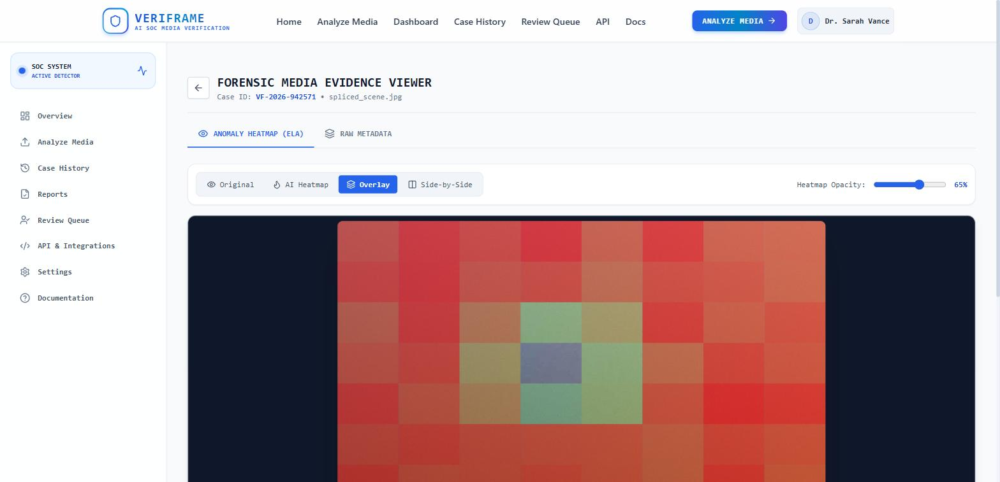 VERIFRAME
AI SOC MEDIA VERIFICATION
Home Analyze Media Dashboard Case History Review Queue API Docs
ANALYZE MEDIA →
D Dr. Sarah Vance
SOC SYSTEM
ACTIVE DETECTOR
Overview
Analyze Media
Case History
Reports
Review Queue
API & Integrations
Settings
Documentation
FORENSIC MEDIA EVIDENCE VIEWER
Case ID: VF-2026-942571 • spliced_scene.jpg
ANOMALY HEATMAP (ELA) RAW METADATA
Original AI Heatmap Overlay Side-by-Side
Heatmap Opacity: 65%